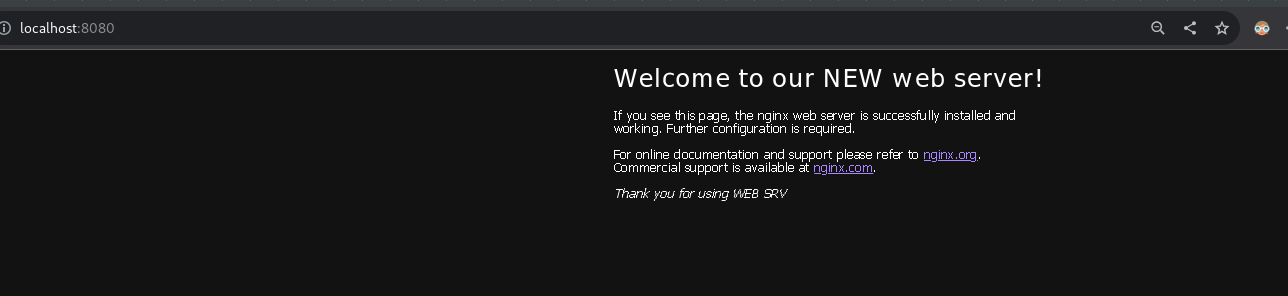 localhost:8080
Welcome to our NEW web server!
If you see this page, the nginx web server is successfully installed and
working. Further configuration is required.
For online documentation and support please refer to nginx.org.
Commercial support is available at nginx.com.
Thank you for using WEB SRV